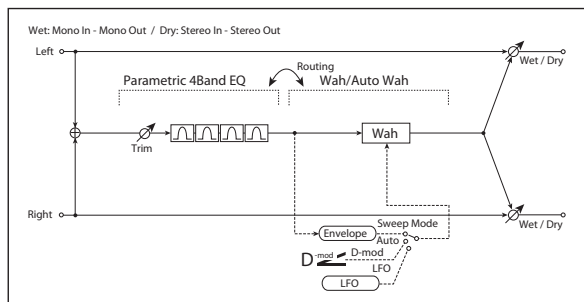 Wet: Mono In - Mono Out / Dry: Stereo In - Stereo Out
Left
Wet / Dry
Routing
Parametric 4Band EQ
Wah/Auto Wah
Trim
Wah
Right
Wet / Dry
Sweep Mode
Envelope
Auto
D-mod
D-mod
LFO
LFO